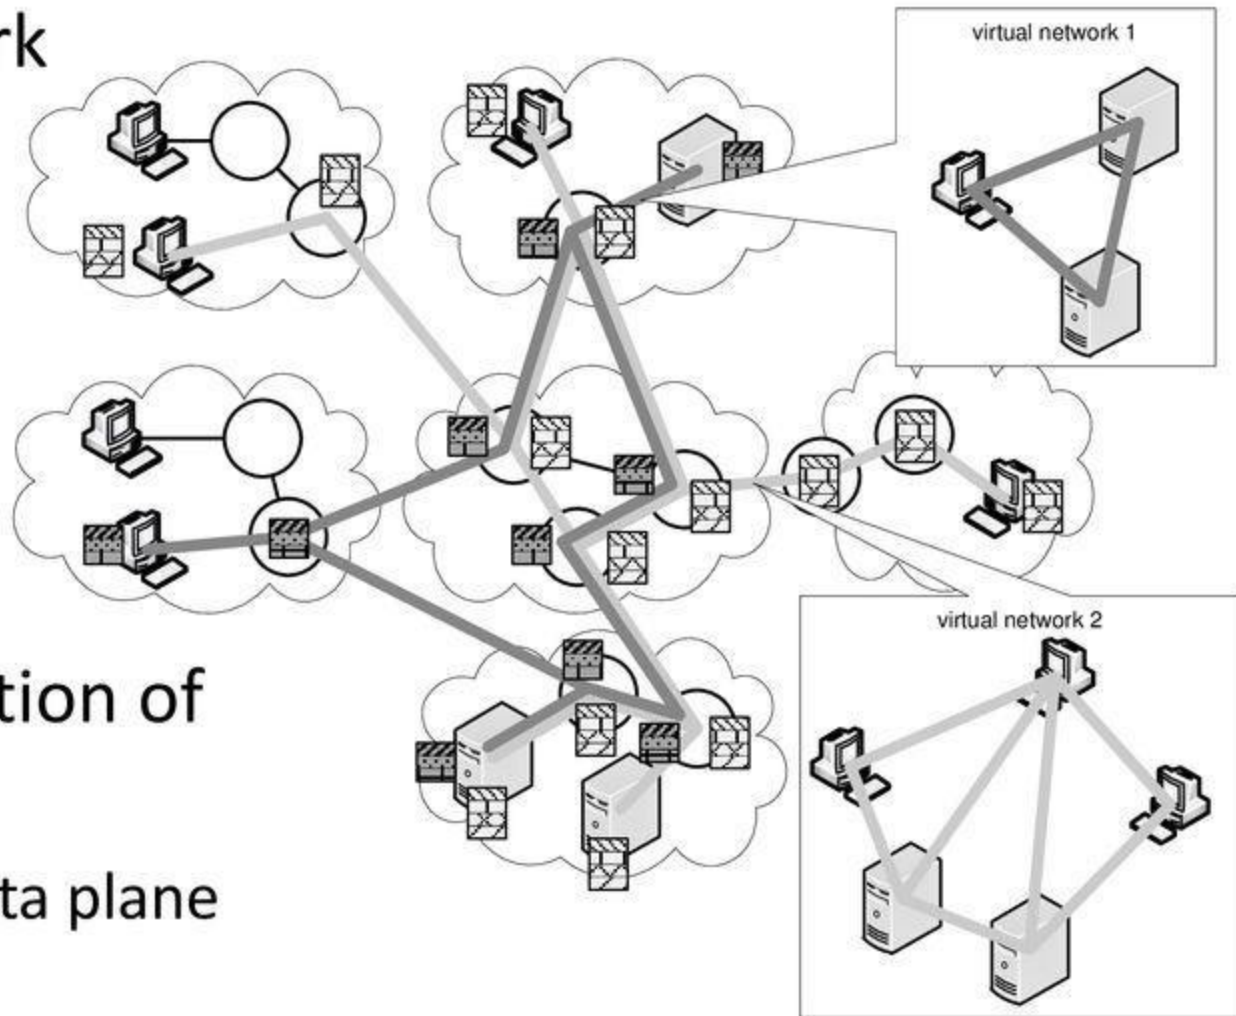 rk
virtual network 1
virtual network 2
tion of
ta plane